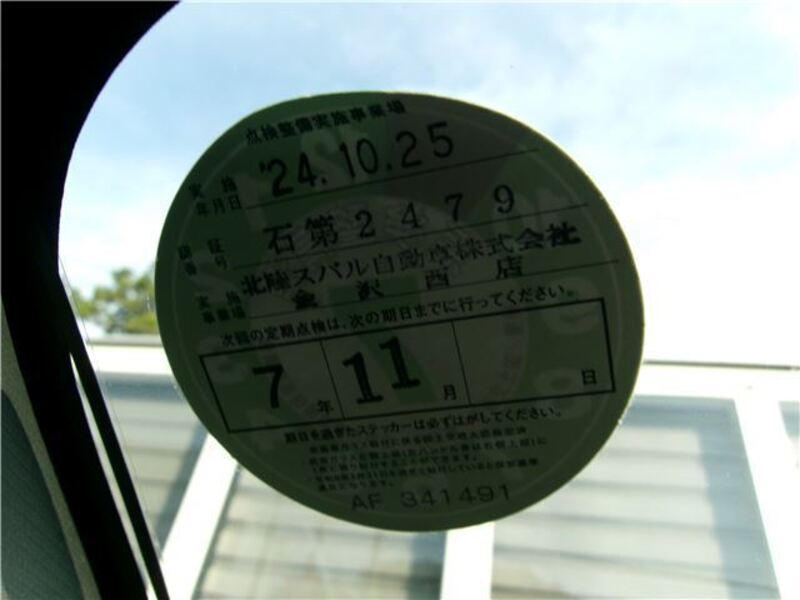 点検整備実施事業場
実施年月日 '24.10.25
認証番号 石第2479
実施事業場 北陸スバル自動車株式会社
金沢西店
次回の定期点検は、次の期日までに行ってください。
7年 11月 日
期日を過ぎたステッカーは必ずはがしてください。
AF 341491